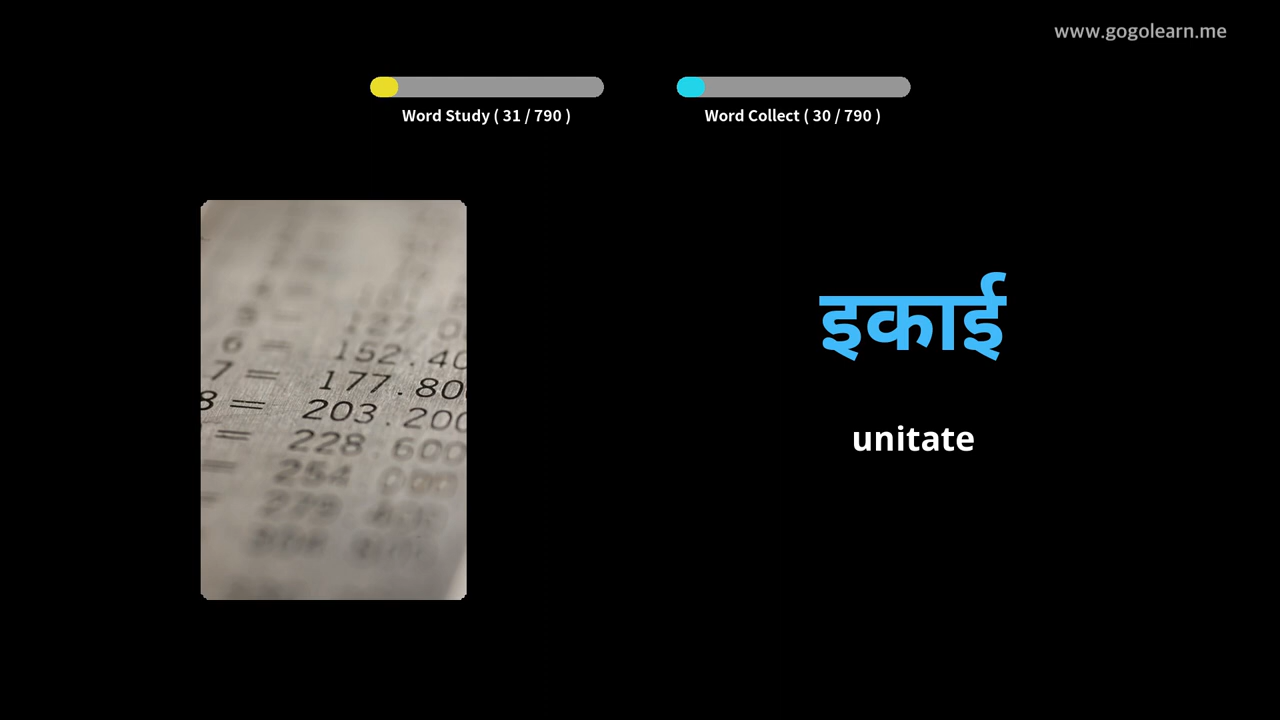 www.gogolearn.me
Word Study ( 31 / 790 )
Word Collect ( 30 / 790 )
6 = 152.40
7 = 177.80
8 = 203.200
= 228.600
= 254
इकाई
unitate